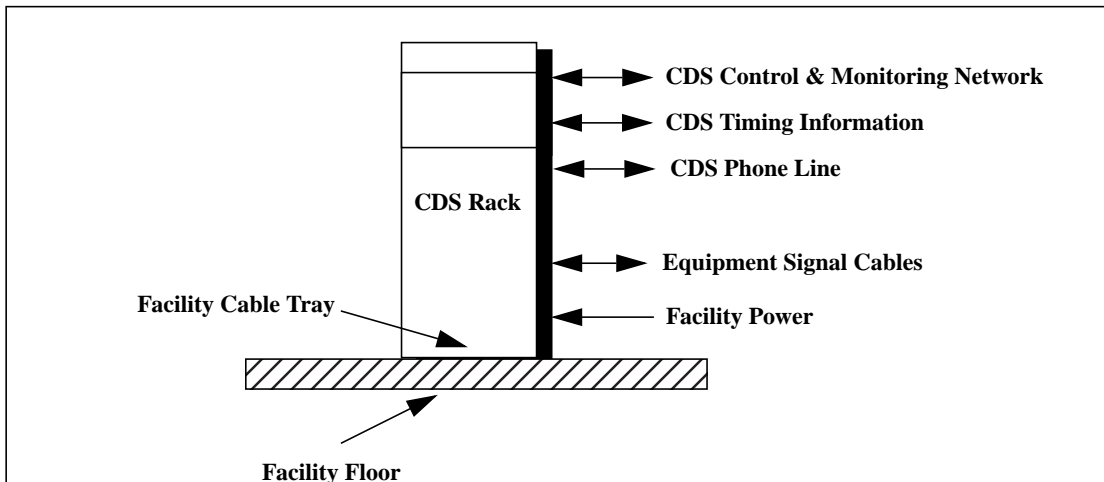 CDS Control & Monitoring Network
CDS Timing Information
CDS Phone Line
CDS Rack
Equipment Signal Cables
Facility Cable Tray
Facility Power
Facility Floor